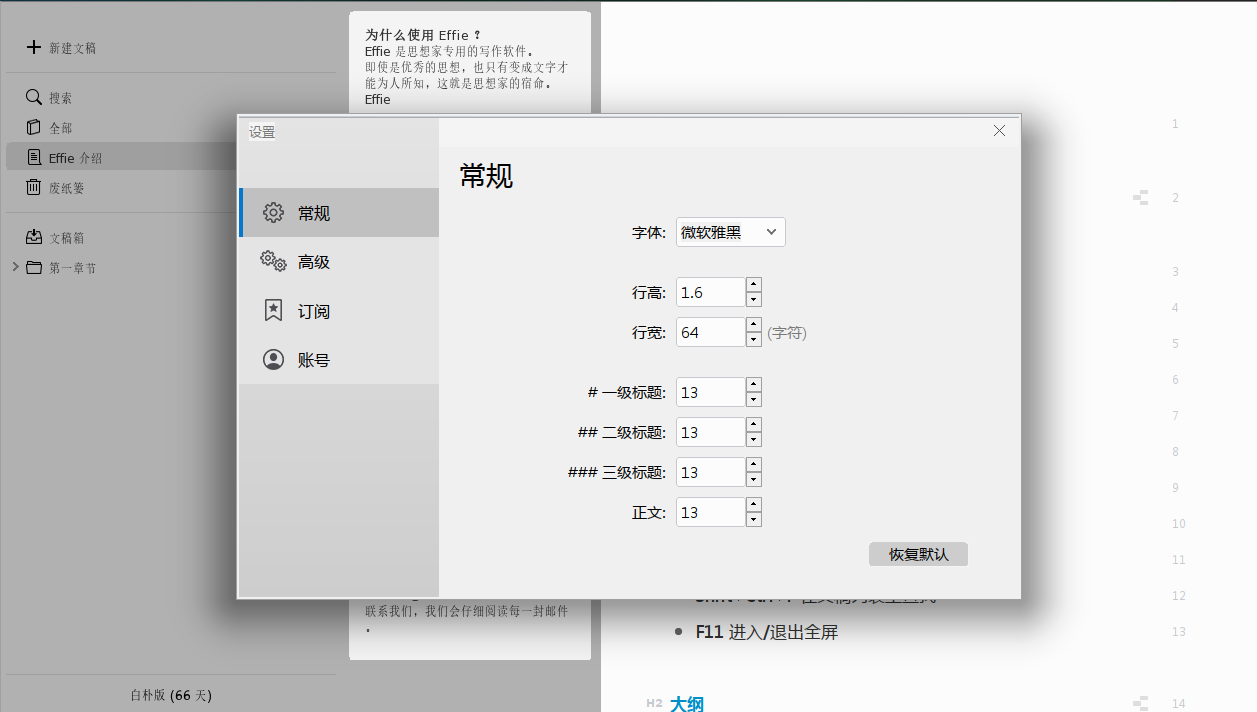 新建文稿
搜索
全部
Effie 介绍
废纸篓
文稿箱
第一章节
白朴版 (66 天)
为什么使用 Effie ？
Effie 是思想家专用的写作软件。
即使是优秀的思想，也只有变成文字才
能为人所知，这就是思想家的宿命。
Effie
联系我们，我们会仔细阅读每一封邮件
。
设置
常规
高级
订阅
账号
常规
字体: 微软雅黑
行高: 1.6
行宽: 64 (字符)
# 一级标题: 13
## 二级标题: 13
### 三级标题: 13
正文: 13
恢复默认
F11 进入/退出全屏
H2 大纲
1
2
3
4
5
6
7
8
9
10
11
12
13
14